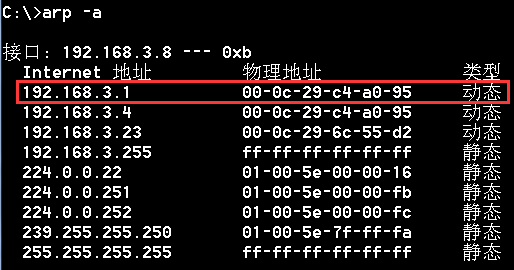 C:\>arp -a
接口: 192.168.3.8 --- 0xb
Internet 地址 物理地址 类型
192.168.3.1 00-0c-29-c4-a0-95 动态
192.168.3.4 00-0c-29-c4-a0-95 动态
192.168.3.23 00-0c-29-6c-55-d2 动态
192.168.3.255 ff-ff-ff-ff-ff-ff 静态
224.0.0.22 01-00-5e-00-00-16 静态
224.0.0.251 01-00-5e-00-00-fb 静态
224.0.0.252 01-00-5e-00-00-fc 静态
239.255.255.250 01-00-5e-7f-ff-fa 静态
255.255.255.255 ff-ff-ff-ff-ff-ff 静态